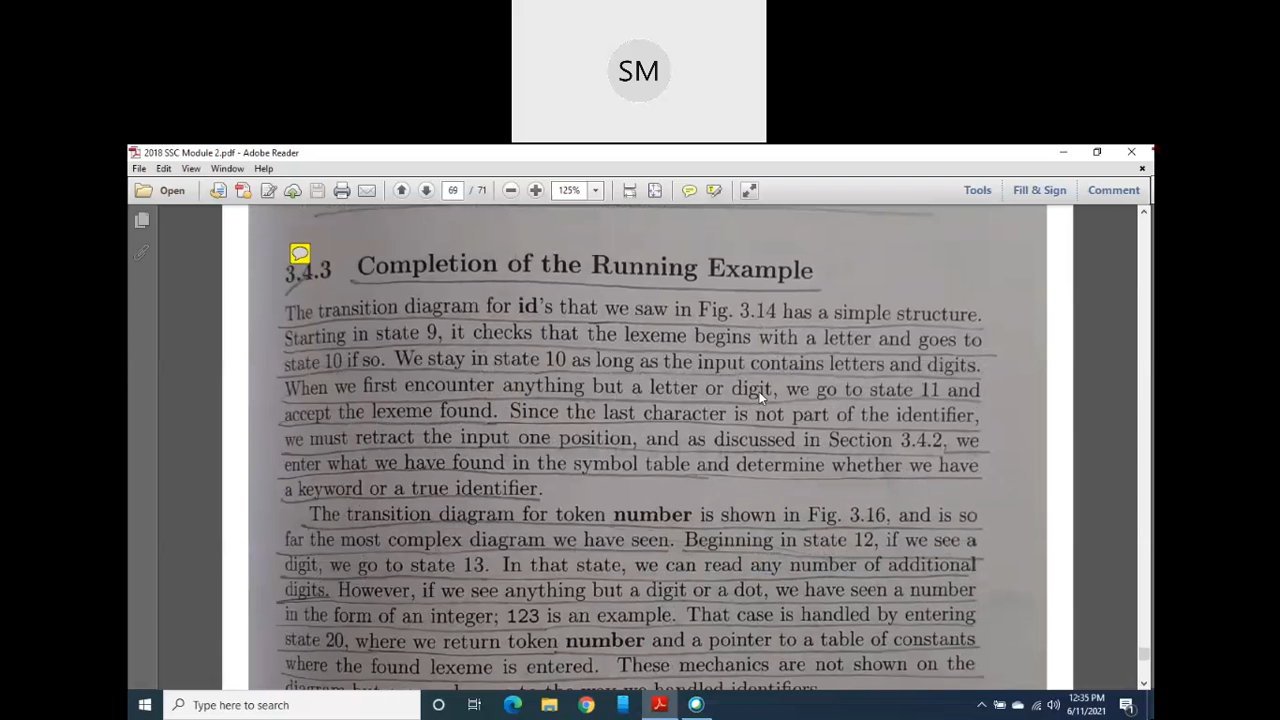 SM
2018 SSC Module 2.pdf - Adobe Reader
File Edit View Window Help
Open 69 / 71 125% Tools Fill & Sign Comment
3.4.3 Completion of the Running Example
The transition diagram for id's that we saw in Fig. 3.14 has a simple structure.
Starting in state 9, it checks that the lexeme begins with a letter and goes to
state 10 if so. We stay in state 10 as long as the input contains letters and digits.
When we first encounter anything but a letter or digit, we go to state 11 and
accept the lexeme found. Since the last character is not part of the identifier,
we must retract the input one position, and as discussed in Section 3.4.2, we
enter what we have found in the symbol table and determine whether we have
a keyword or a true identifier.
The transition diagram for token number is shown in Fig. 3.16, and is so
far the most complex diagram we have seen. Beginning in state 12, if we see a
digit, we go to state 13. In that state, we can read any number of additional
digits. However, if we see anything but a digit or a dot, we have seen a number
in the form of an integer; 123 is an example. That case is handled by entering
state 20, where we return token number and a pointer to a table of constants
where the found lexeme is entered. These mechanics are not shown on the
Type here to search
12:35 PM
6/11/2021